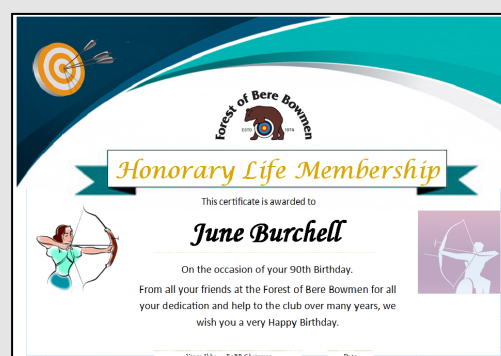 Forest of Bere Bowmen
ESTD 1974
Honorary Life Membership
This certificate is awarded to
June Burchell
On the occasion of your 90th Birthday.
From all your friends at the Forest of Bere Bowmen for all
your dedication and help to the club over many years, we
wish you a very Happy Birthday.